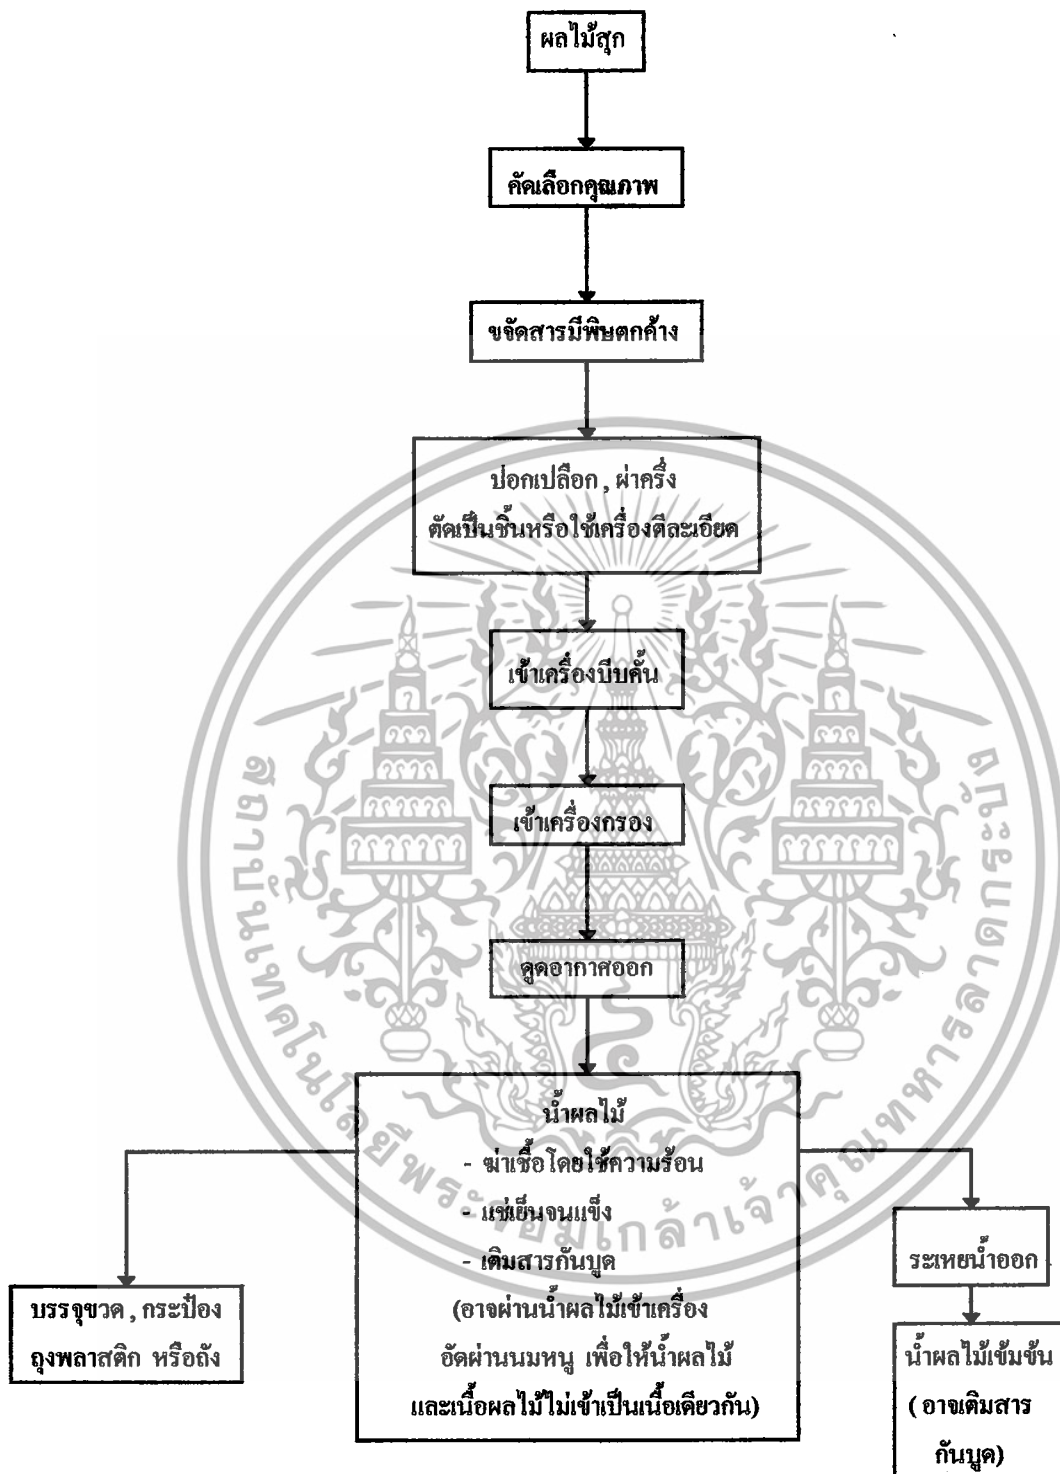 ผลไม้สุก
คัดเลือกคุณภาพ
ขจัดสารมีพิษตกค้าง
ปอกเปลือก , ผ่าครึ่ง
ตัดเป็นชิ้นหรือใช้เครื่องตีละเอียด
เข้าเครื่องบีบคั้น
เข้าเครื่องกรอง
ดูดอากาศออก
น้ำผลไม้
- ฆ่าเชื้อโดยใช้ความร้อน
- แช่เย็นจนแข็ง
- เติมสารกันบูด
(อาจผ่านน้ำผลไม้เข้าเครื่อง
อัดผ่านนมหนู เพื่อให้น้ำผลไม้
และเนื้อผลไม้ไม่เข้าเป็นเนื้อเดียวกัน)
บรรจุขวด , กระป๋อง
ถุงพลาสติก หรือถัง
ระเหยน้ำออก
น้ำผลไม้เข้มข้น
( อาจเติมสาร
กันบูด)
สถาบันเทคโนโลยีพระจอมเกล้าเจ้าคุณทหารลาดกระบัง